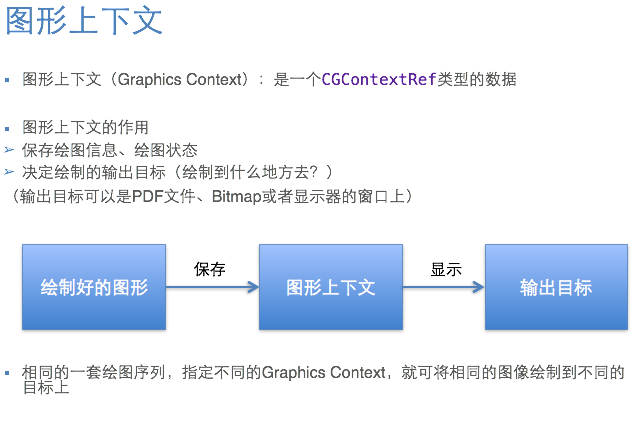 图形上下文
▪ 图形上下文（Graphics Context）：是一个CGContextRef类型的数据
▪ 图形上下文的作用
➢ 保存绘图信息、绘图状态
➢ 决定绘制的输出目标（绘制到什么地方去？）
（输出目标可以是PDF文件、Bitmap或者显示器的窗口上）
绘制好的图形 保存 图形上下文 显示 输出目标
▪ 相同的一套绘图序列，指定不同的Graphics Context，就可将相同的图像绘制到不同的
目标上